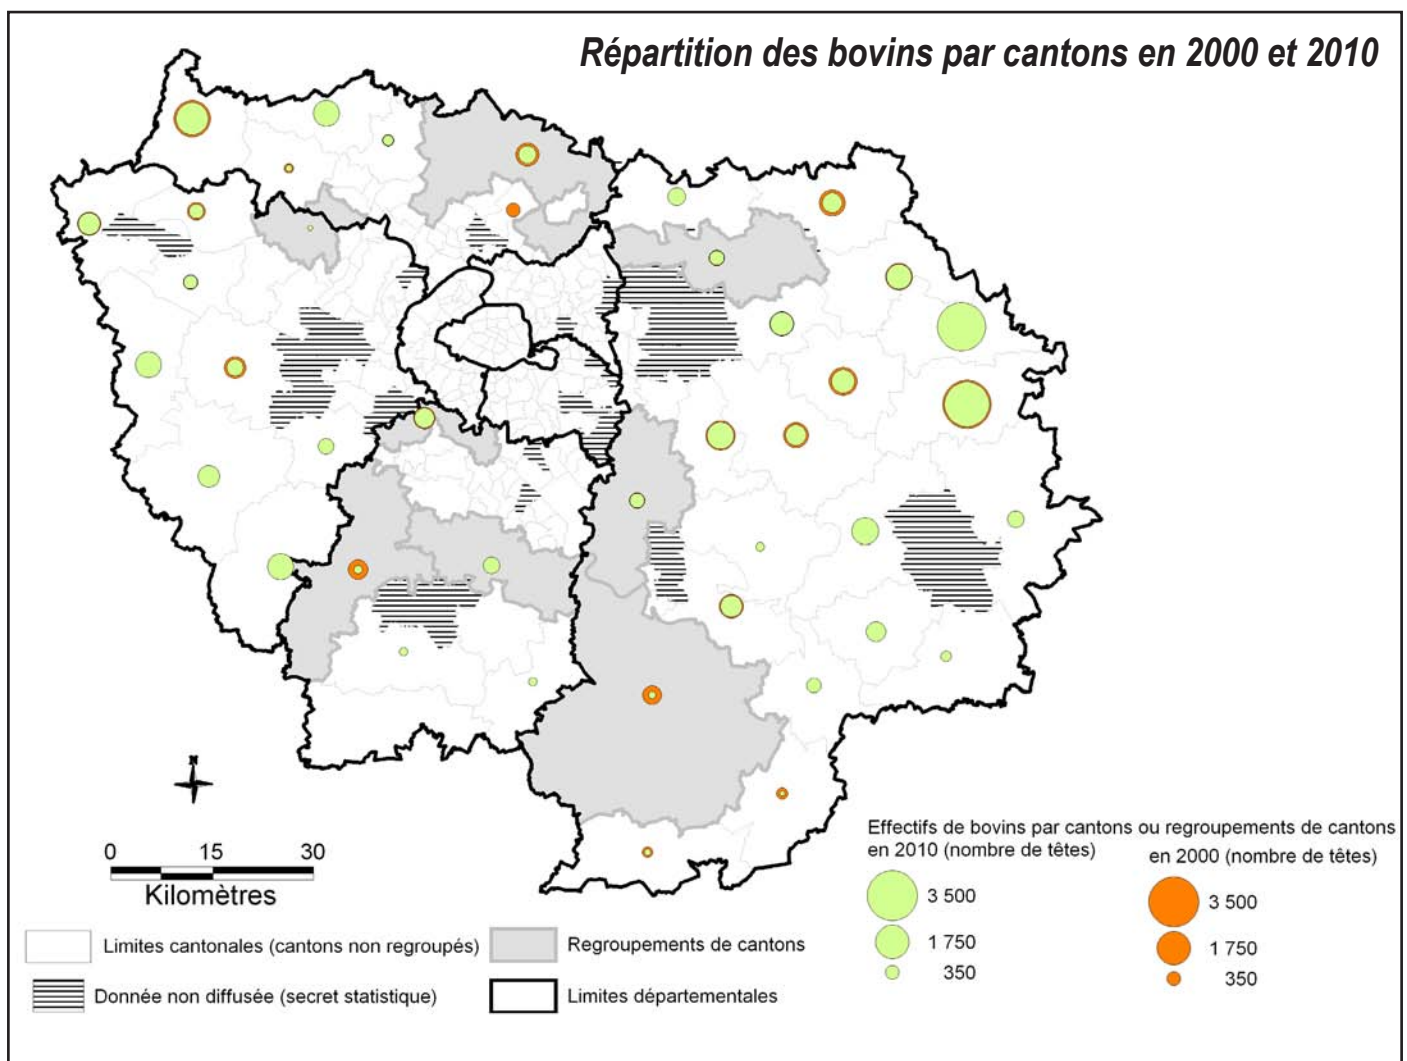 Répartition des bovins par cantons en 2000 et 2010
N
0 15 30
Kilomètres
Effectifs de bovins par cantons ou regroupements de cantons
en 2010 (nombre de têtes)
en 2000 (nombre de têtes)
3 500
1 750
350
3 500
1 750
350
Limites cantonales (cantons non regroupés)
Regroupements de cantons
Donnée non diffusée (secret statistique)
Limites départementales